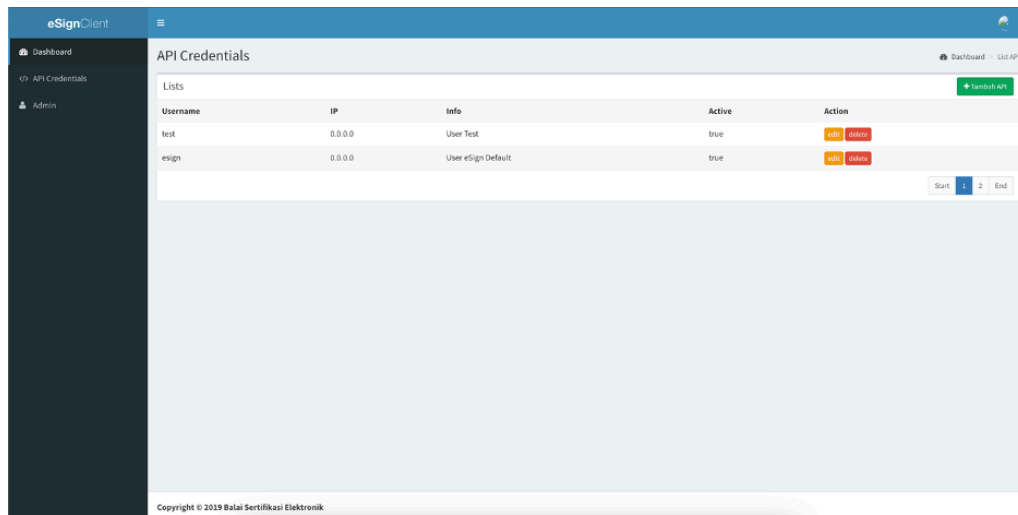 eSignClient
Dashboard
API Credentials
Admin
API Credentials
Dashboard > List AP
Lists
+ Tambah API
Username IP Info Active Action
test 0.0.0.0 User Test true edit delete
esign 0.0.0.0 User eSign Default true edit delete
Start 1 2 End
Copyright © 2019 Balai Sertifikasi Elektronik